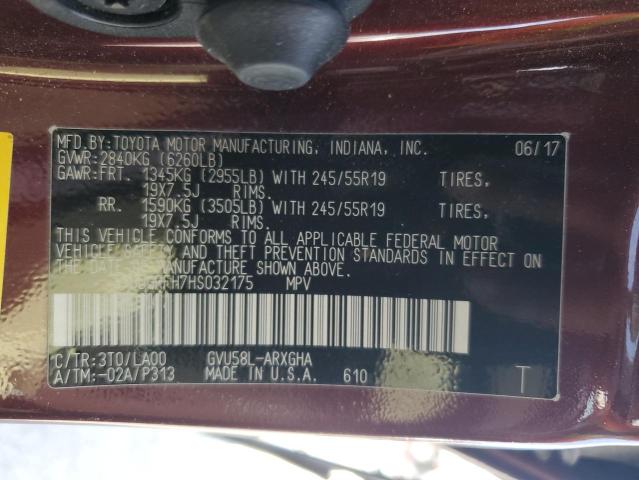 MFD.BY:TOYOTA MOTOR MANUFACTURING, INDIANA, INC. 06/17
GVWR:2840KG (6260LB)
GAWR:FRT. 1345KG (2955LB) WITH 245/55R19 TIRES,
19X7.5J RIMS.
RR. 1590KG (3505LB) WITH 245/55R19 TIRES,
19X7.5J RIMS.
THIS VEHICLE CONFORMS TO ALL APPLICABLE FEDERAL MOTOR
VEHICLE SAFETY AND THEFT PREVENTION STANDARDS IN EFFECT ON
THE DATE OF MANUFACTURE SHOWN ABOVE.
MPV
C/TR:3T0/LA00 GVU58L-ARXGHA
A/TM:-02A/P313 MADE IN U.S.A. 610 T